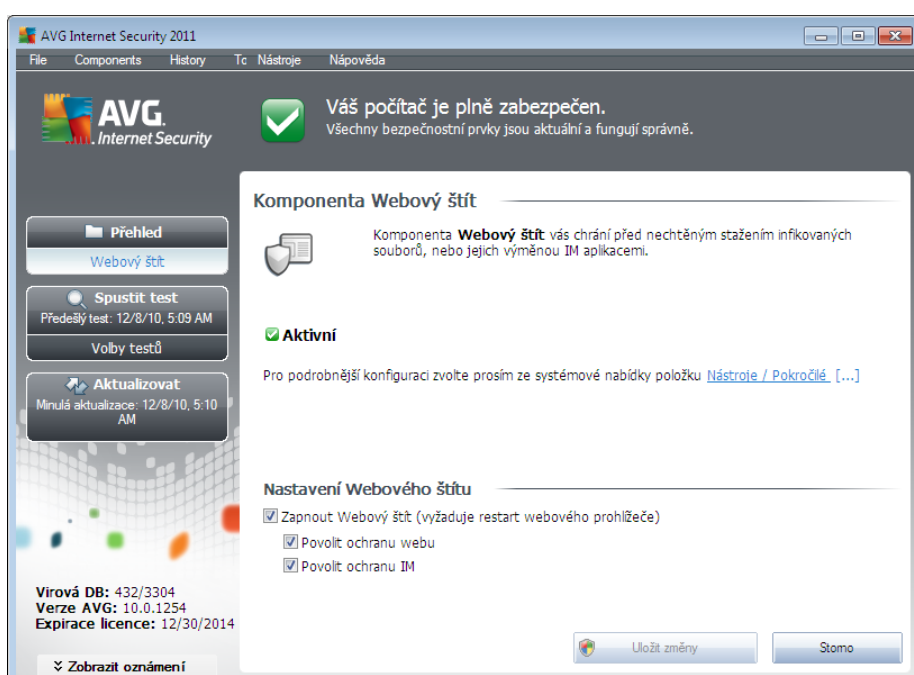 AVG Internet Security 2011
File Components History Tc Nástroje Nápověda
AVG.
Internet Security
Váš počítač je plně zabezpečen.
Všechny bezpečnostní prvky jsou aktuální a fungují správně.
Přehled
Webový štít
Spustit test
Předešlý test: 12/8/10, 5:09 AM
Volby testů
Aktualizovat
Minulá aktualizace: 12/8/10, 5:10
AM
Virová DB: 432/3304
Verze AVG: 10.0.1254
Expirace licence: 12/30/2014
Zobrazit oznámení
Komponenta Webový štít
Komponenta Webový štít vás chrání před nechtěným stažením infikovaných
souborů, nebo jejich výměnou IM aplikacemi.
Aktivní
Pro podrobnější konfiguraci zvolte prosím ze systémové nabídky položku Nástroje / Pokročilé [...]
Nastavení Webového štítu
Zapnout Webový štít (vyžaduje restart webového prohlížeče)
Povolit ochranu webu
Povolit ochranu IM
Uložit změny
Storno